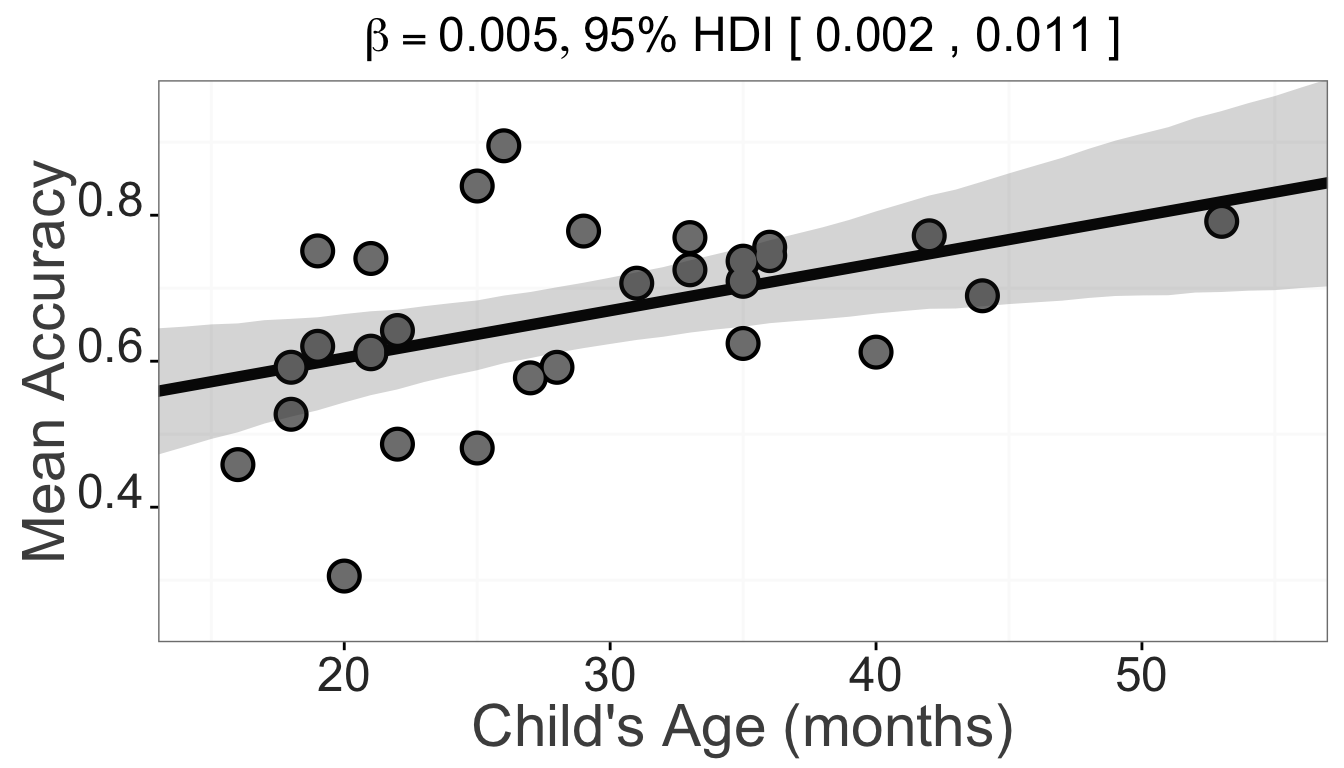 β = 0.005, 95% HDI [ 0.002 , 0.011 ]
Mean Accuracy
0.8
0.6
0.4
20 30 40 50
Child's Age (months)